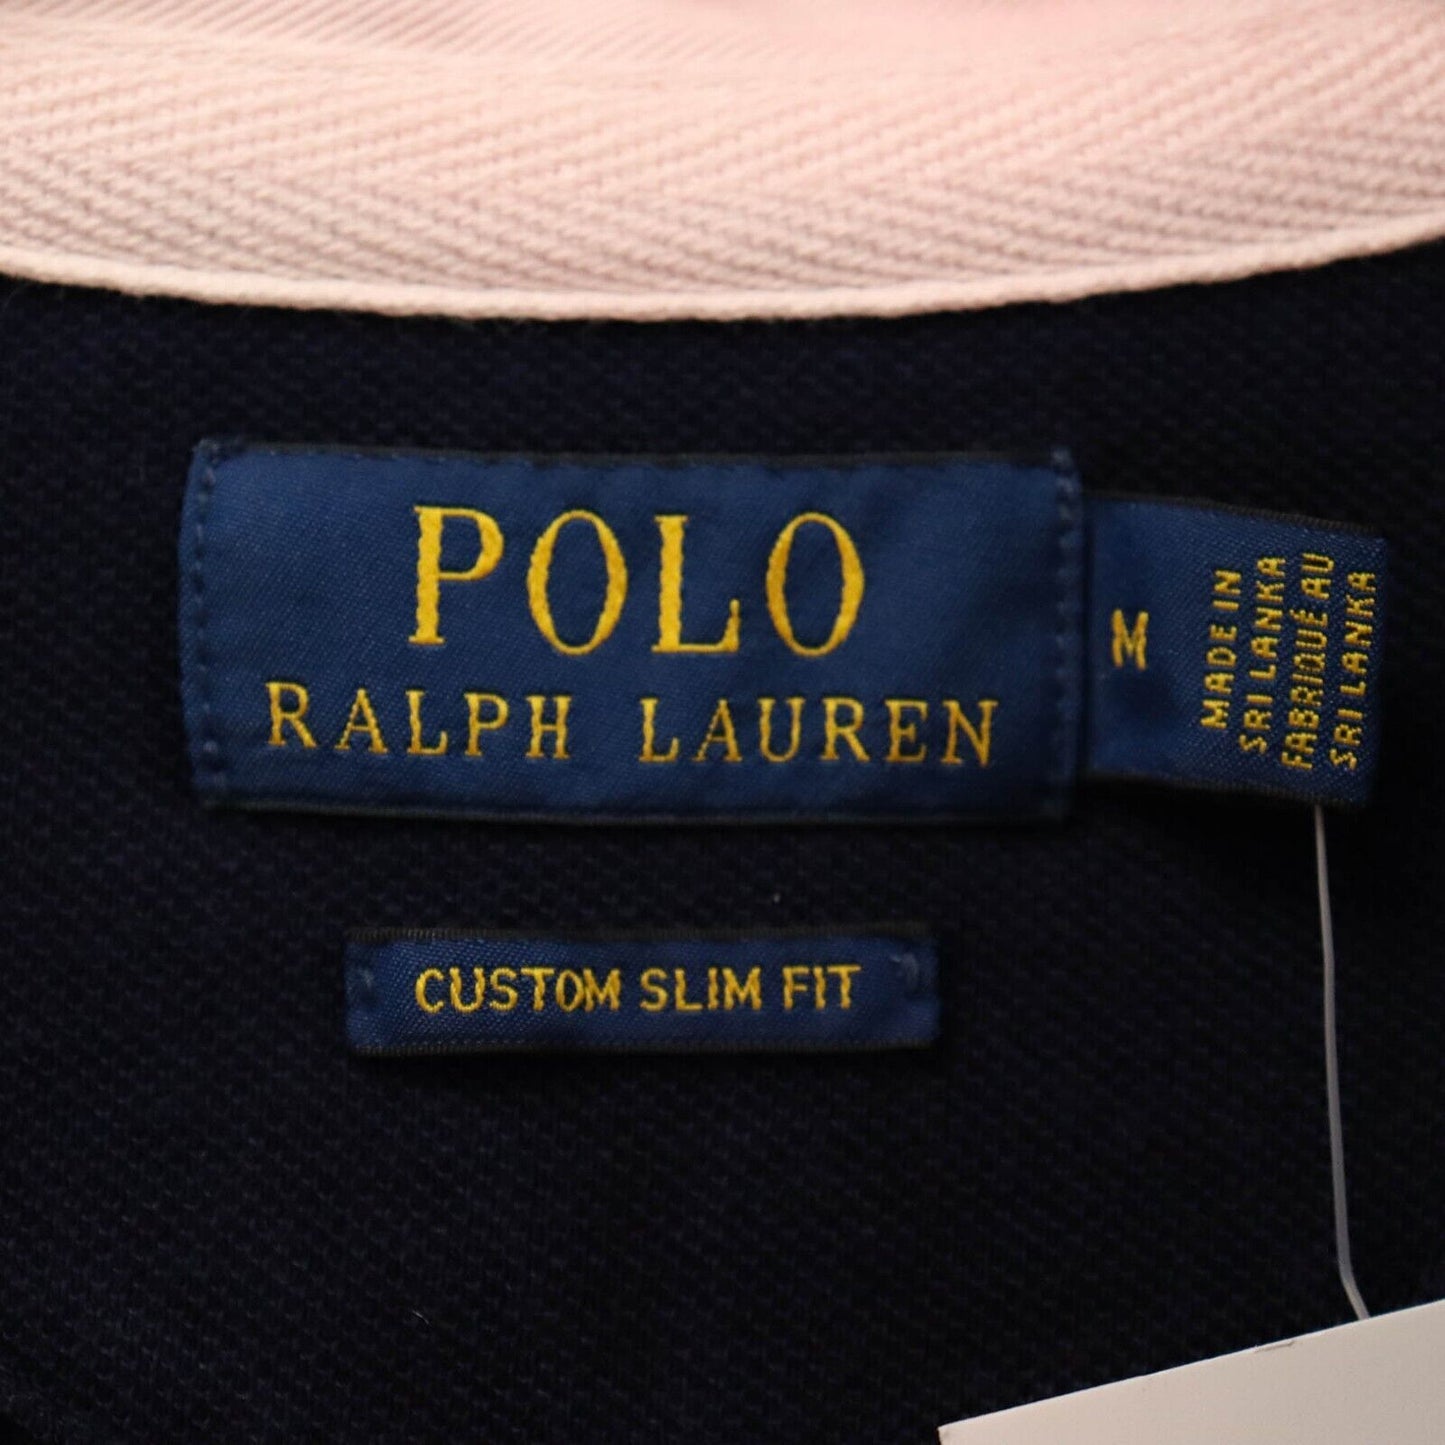 POLO
RALPH LAUREN
M
MADE IN
SRI LANKA
FABRIQUÉ AU
SRI LANKA
CUSTOM SLIM FIT